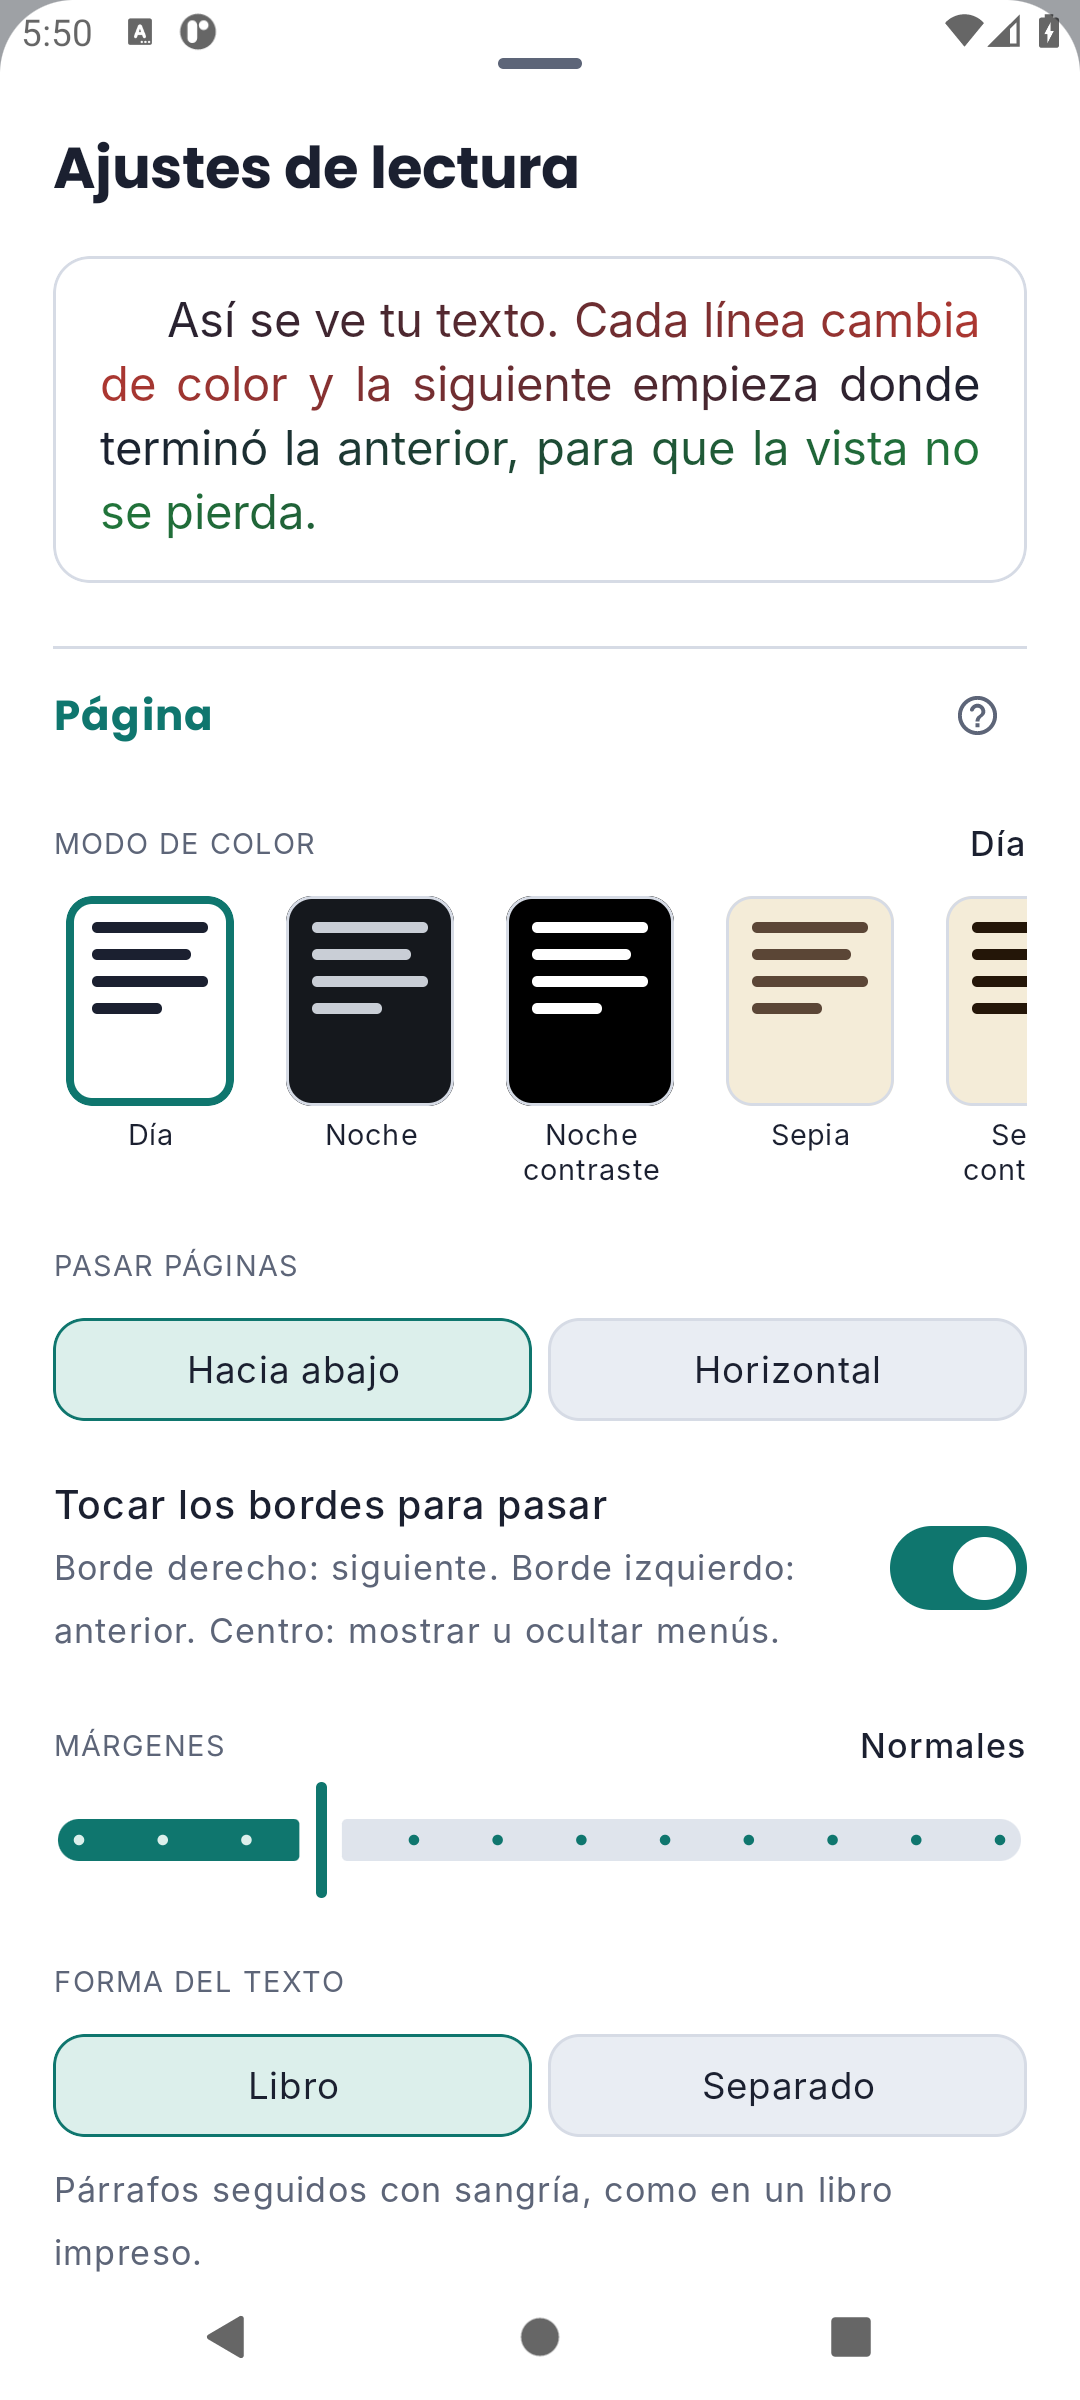 5:50
Ajustes de lectura
Así se ve tu texto. Cada línea cambia
de color y la siguiente empieza donde
terminó la anterior, para que la vista no
se pierda.
Página
MODO DE COLOR
Día
Día
Noche
Noche
contraste
Sepia
Se
cont
PASAR PÁGINAS
Hacia abajo
Horizontal
Tocar los bordes para pasar
Borde derecho: siguiente. Borde izquierdo:
anterior. Centro: mostrar u ocultar menús.
MÁRGENES
Normales
FORMA DEL TEXTO
Libro
Separado
Párrafos seguidos con sangría, como en un libro
impreso.